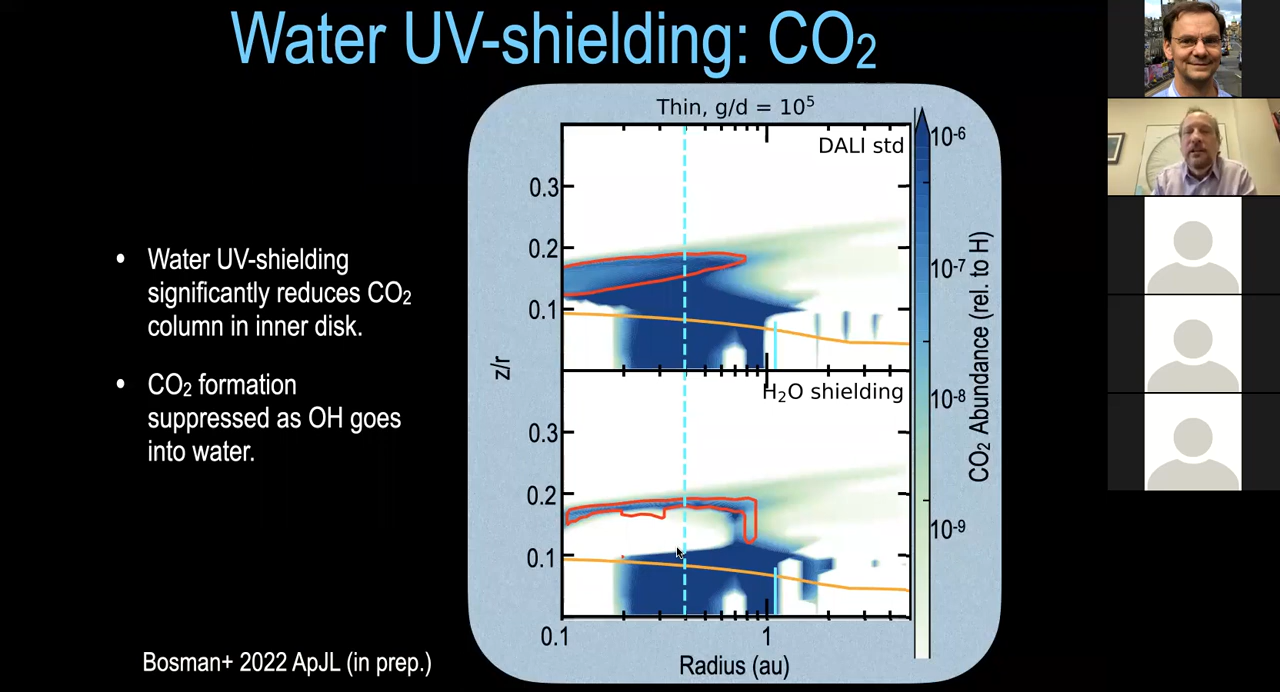 Water UV-shielding: CO₂
Thin, g/d = 10⁵
DALI std
0.3
0.2
0.1
10⁻⁶
10⁻⁷
10⁻⁸
10⁻⁹
CO₂ Abundance (rel. to H)
z/r
H₂O shielding
0.3
0.2
0.1
0.1
1
Radius (au)
• Water UV-shielding
significantly reduces CO₂
column in inner disk.
• CO₂ formation
suppressed as OH goes
into water.
Bosman+ 2022 ApJL (in prep.)